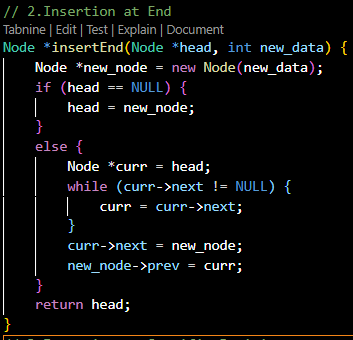 // 2.Insertion at End
Tabnine | Edit | Test | Explain | Document
Node *insertEnd(Node *head, int new_data) {
    Node *new_node = new Node(new_data);
    if (head == NULL) {
        head = new_node;
    }
    else {
        Node *curr = head;
        while (curr->next != NULL) {
            curr = curr->next;
        }
        curr->next = new_node;
        new_node->prev = curr;
    }
    return head;
}